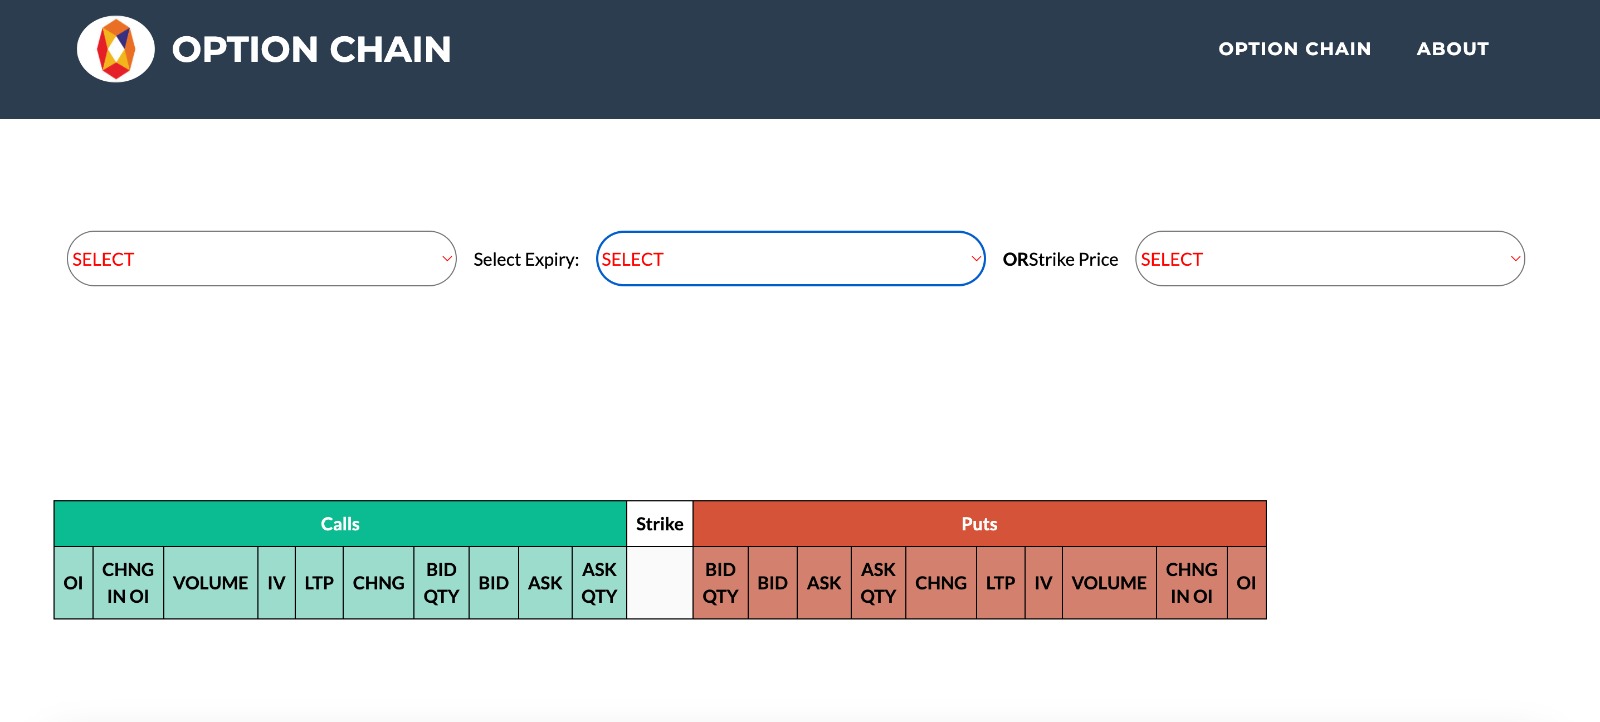 OPTION CHAIN
OPTION CHAIN ABOUT
SELECT Select Expiry: SELECT ORStrike Price SELECT
Calls Strike Puts
OI CHNG IN OI VOLUME IV LTP CHNG BID QTY BID ASK ASK QTY BID QTY BID ASK ASK QTY CHNG LTP IV VOLUME CHNG IN OI OI